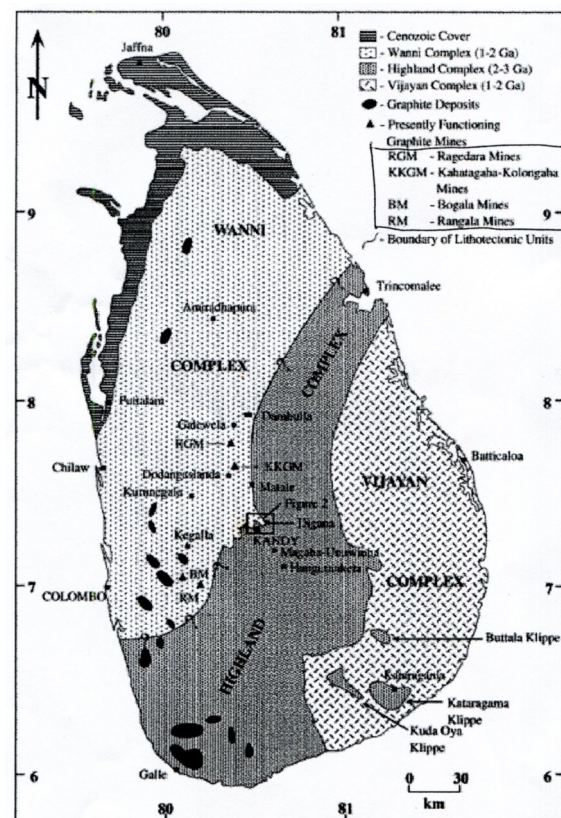 80
81
Jaffna
N
- Cenozoic Cover
- Wanni Complex (1-2 Ga)
- Highland Complex (2-3 Ga)
- Vijayan Complex (1-2 Ga)
- Graphite Deposits
- Presently Functioning
Graphite Mines
RGM - Ragedara Mines
KKGM - Kahatagaha-Kolongaha
Mines
BM - Bogala Mines
RM - Rangala Mines
- Boundary of Lithotectonic Units
9
9
WANNI
Trincomalee
Anuradhapura
COMPLEX
COMPLEX
8
8
Puttalam
Dambulla
Galewela
RGM
KKGM
Chilaw
Dodangaslanda
Matale
Batticaloa
VIJAYAN
Kurunegala
Figure 2
Digana
Kegalla
KANDY
7
7
COLOMBO
BM
RM
Hanguranketa
COMPLEX
HIGHLAND
Buttala Klippe
Kataragama
Kataragama
Klippe
Kuda Oya
Klippe
6
6
Galle
0
30
km
80
81